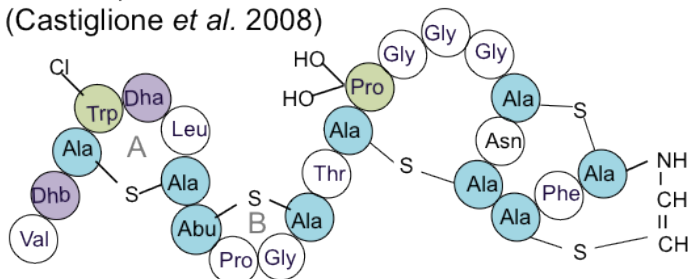 (Castiglione et al. 2008)
Cl
HO
HO
Val
Dhb
Ala
Trp
Dha
Leu
A
S
Ala
Abu
S
B
Pro
Gly
Ala
Thr
Ala
Pro
Gly
Gly
Gly
Ala
S
Asn
Ala
S
Ala
Phe
Ala
S
NH
CH
CH